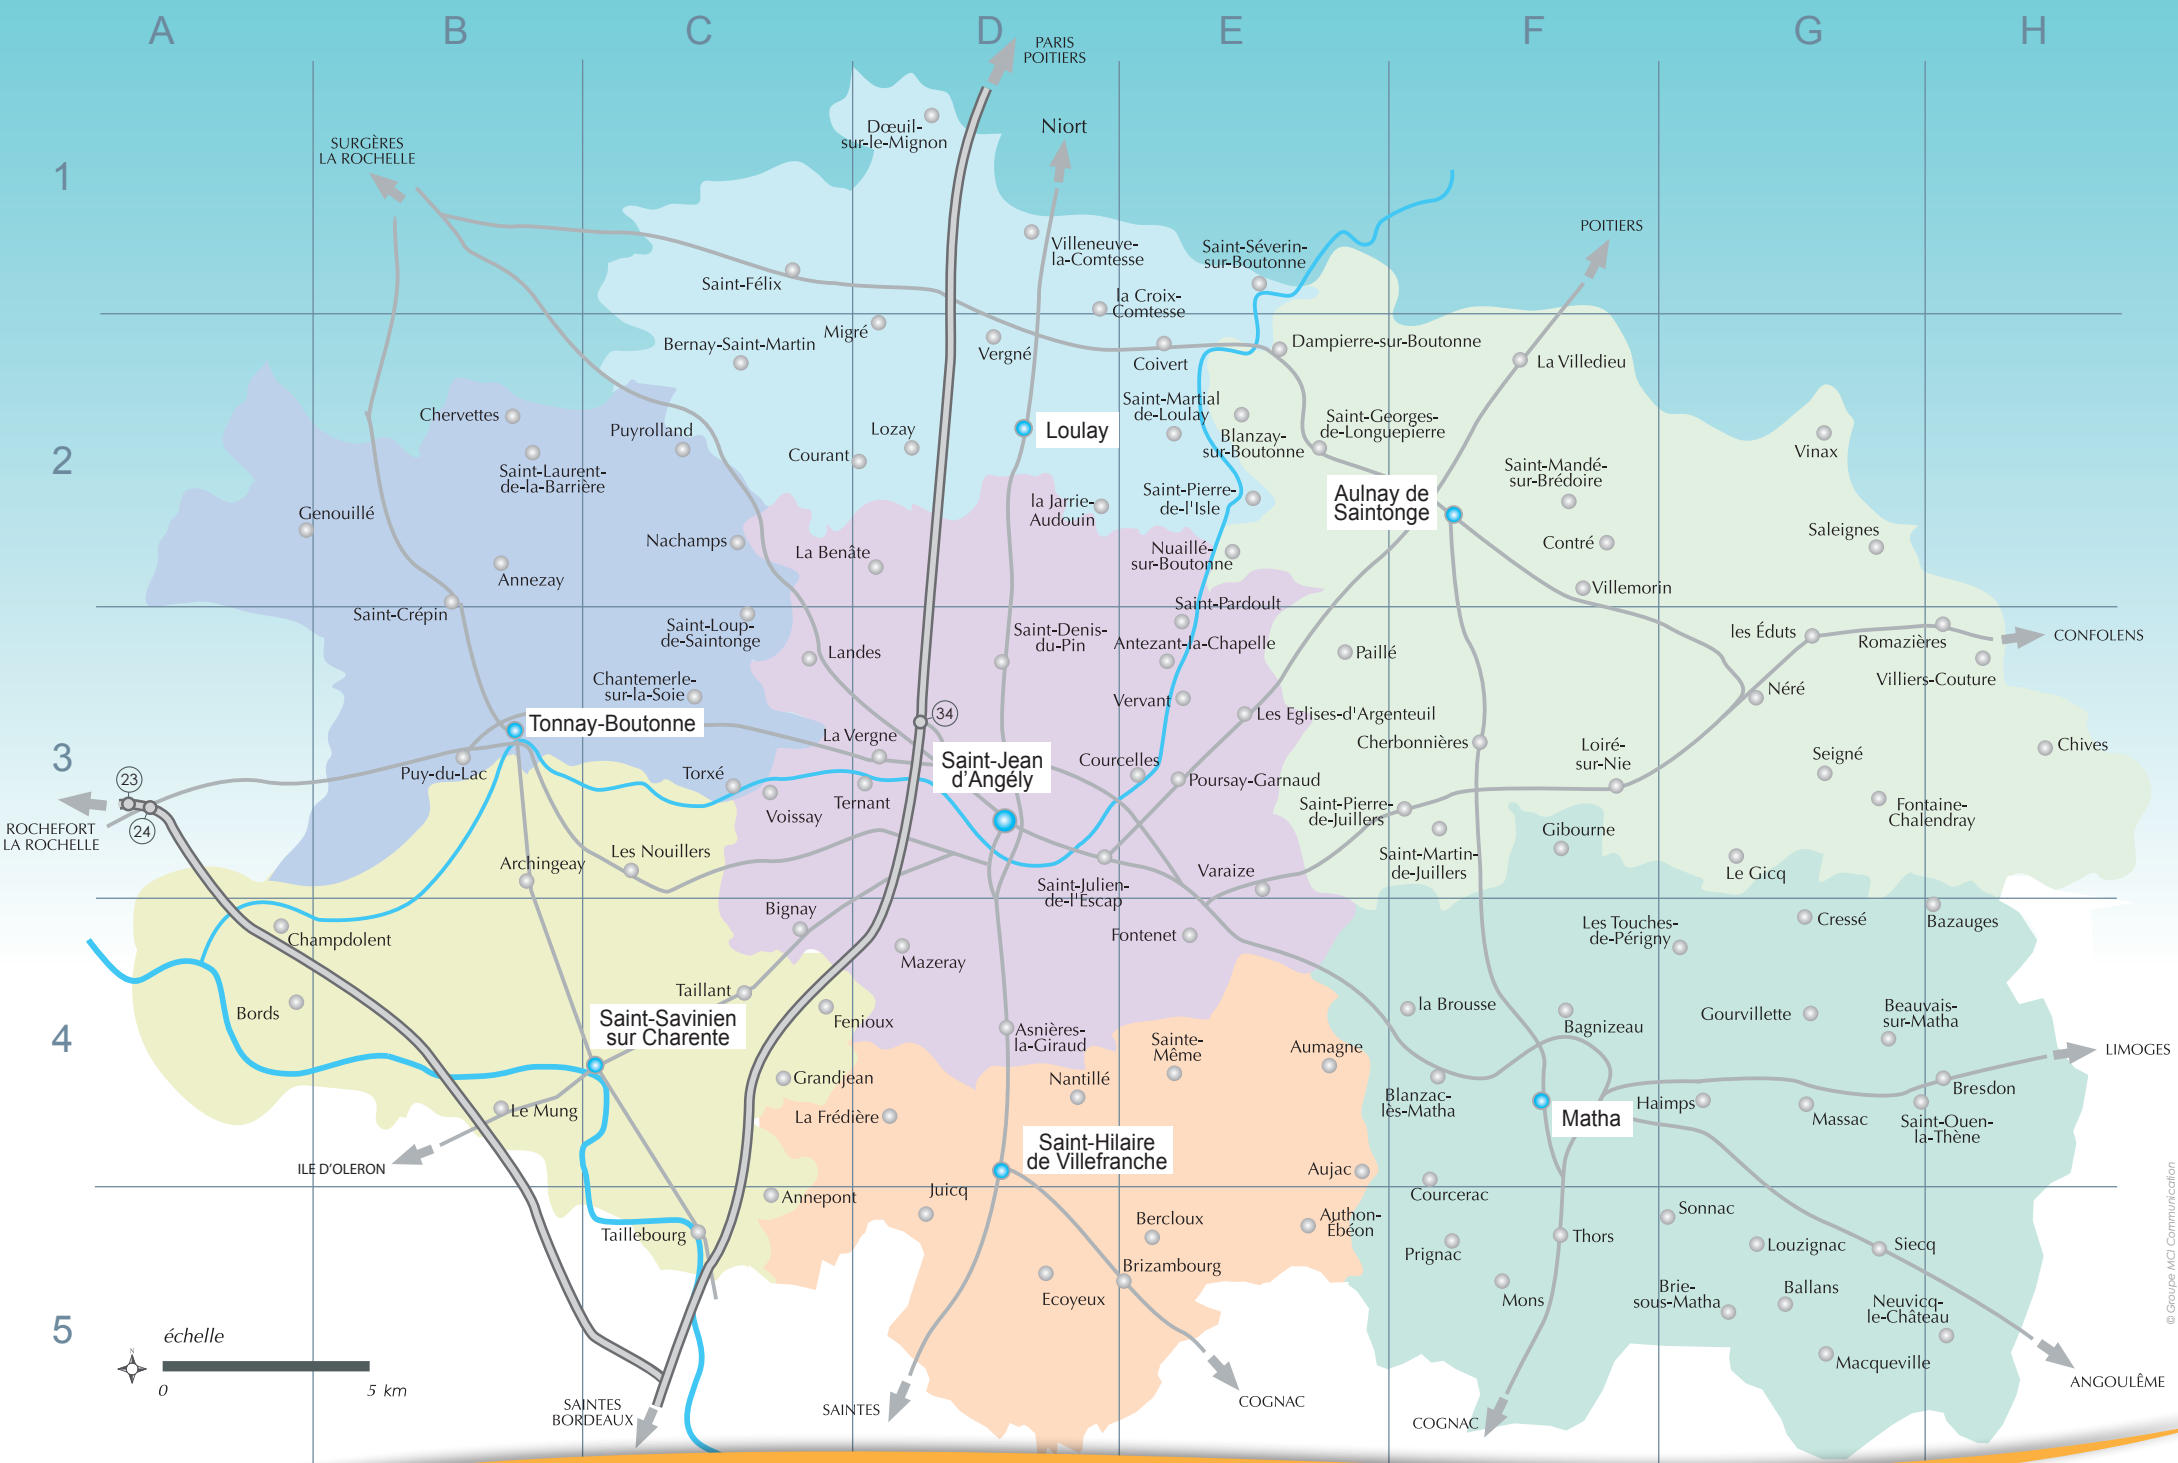 A
B
C
D
E
F
G
H
PARIS
POITIERS
Niort
Dœuil-
sur-le-Mignon
SURGÈRES
LA ROCHELLE
1
POITIERS
Villeneuve-
la-Comtesse
Saint-Séverin-
sur-Boutonne
Saint-Félix
la Croix-
Comtesse
Migré
Bernay-Saint-Martin
Vergné
Coivert
Dampierre-sur-Boutonne
La Villedieu
Chervettes
Puyrolland
Lozay
Loulay
Saint-Martial
de-Loulay
Saint-Georges-
de-Longuepierre
Blanzay-
sur-Boutonne
Vinax
2
Courant
Saint-Laurent-
de-la-Barrière
Saint-Mandé-
sur-Brédoire
Genouillé
la Jarrie-
Audouin
Saint-Pierre-
de-l'Isle
Aulnay de
Saintonge
Saleignes
Nachamps
La Benâte
Nuaillé-
sur-Boutonne
Contré
Annezay
Villemorin
Saint-Crépin
Saint-Pardoult
Saint-Loup-
de-Saintonge
Saint-Denis-
du-Pin
Antezant-la-Chapelle
les Éduts
Romazières
CONFOLENS
Landes
Paillé
Villiers-Couture
Chantemerle-
sur-la-Soie
Néré
Vervant
Les Eglises-d'Argenteuil
34
Tonnay-Boutonne
La Vergne
Cherbonnières
Loiré-
sur-Nie
Chives
3
Saint-Jean
d'Angély
Courcelles
Seigné
Puy-du-Lac
Torxé
Poursay-Garnaud
23
Ternant
Voissay
Saint-Pierre-
de-Juillers
Fontaine-
Chalendray
24
ROCHEFORT
LA ROCHELLE
Gibourne
Archingeay
Les Nouillers
Saint-Martin-
de-Juillers
Varaize
Le Gicq
Saint-Julien-
de-l'Escap
Bignay
Champdolent
Fontenet
Les Touches-
de-Périgny
Cressé
Bazauges
Mazeray
Taillant
Bords
la Brousse
Gourvillette
Beauvais-
sur-Matha
Saint-Savinien
sur Charente
Fenioux
Asnières-
la-Giraud
Sainte-
Même
Bagnizeau
4
Aumagne
LIMOGES
Grandjean
Nantillé
Blanzac-
lès-Matha
Bresdon
Le Mung
La Frédière
Matha
Haimps
Massac
Saint-Ouen-
la-Thène
ILE D'OLERON
Saint-Hilaire
de Villefranche
Aujac
Annepont
Juicq
Courcerac
Taillebourg
Bercloux
Authon-
Ébéon
Sonnac
Thors
Prignac
Louzignac
Siecq
Brizambourg
Ecoyeux
Mons
Brie-
sous-Matha
Ballans
Neuvicq-
le-Château
5
échelle
0
5 km
Macqueville
SAINTES
BORDEAUX
SAINTES
COGNAC
COGNAC
ANGOULÊME
© Groupe MCI Communication